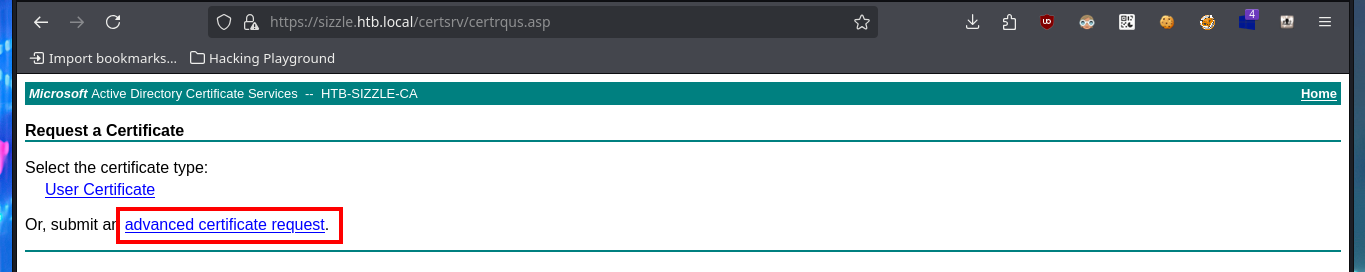 https://sizzle.htb.local/certsrv/certrqus.asp
4
Import bookmarks... Hacking Playground
Microsoft Active Directory Certificate Services -- HTB-SIZZLE-CA Home
Request a Certificate
Select the certificate type:
User Certificate
Or, submit an advanced certificate request.